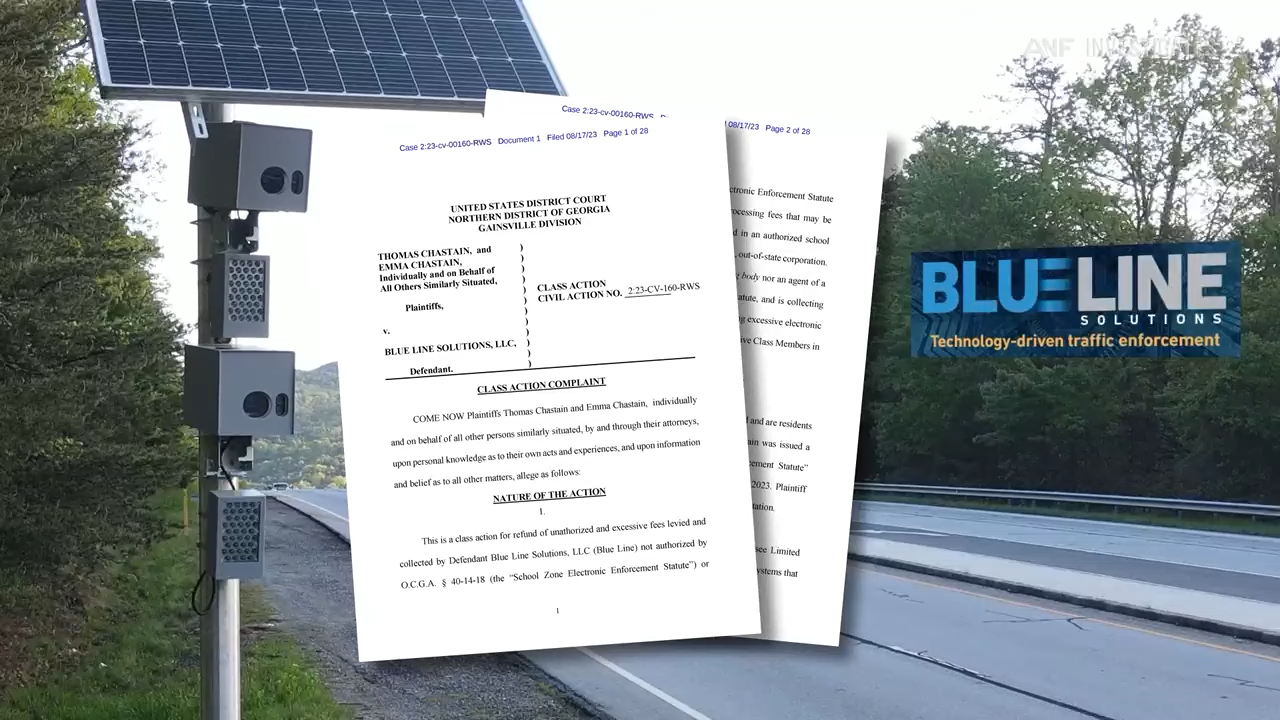 ANF INVESTIGATES
Case 2:23-cv-00160-RWS
Case 2:23-cv-00160-RWS Document 1 Filed 08/17/23 Page 1 of 28
UNITED STATES DISTRICT COURT
NORTHERN DISTRICT OF GEORGIA
GAINSVILLE DIVISION
THOMAS CHASTAIN, and
EMMA CHASTAIN,
Individually and on Behalf of
All Others Similarly Situated,
Plaintiffs,
v.
BLUE LINE SOLUTIONS, LLC,
Defendant.
)
)
)
)
)
)
)
)
)
CLASS ACTION
CIVIL ACTION NO. 2:23-CV-160-RWS
CLASS ACTION COMPLAINT
COME NOW Plaintiffs Thomas Chastain and Emma Chastain, individually
and on behalf of all other persons similarly situated, by and through their attorneys,
upon personal knowledge as to their own acts and experiences, and upon information
and belief as to all other matters, allege as follows:
NATURE OF THE ACTION
1.
This is a class action for refund of unathorized and excessive fees levied and
collected by Defendant Blue Line Solutions, LLC (Blue Line) not authorized by
O.C.G.A. § 40-14-18 (the “School Zone Electronic Enforcement Statute”) or
1
08/17/23 Page 2 of 28
Enforcement Statute
fees that may be
in an authorized school
out-of-state corporation.
body nor an agent of a
and is collecting
excessive electronic
Class Members in
and are residents
was issued a
Statute”
2023. Plaintiff
Limited
that
BLUE LINE
SOLUTIONS
Technology-driven traffic enforcement